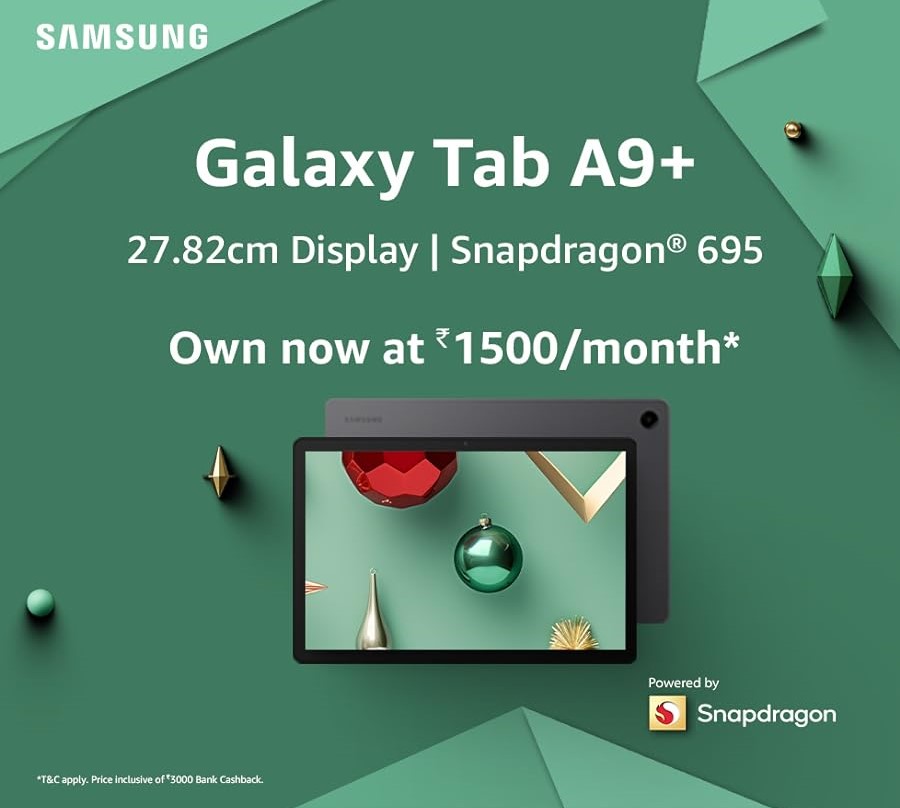 SAMSUNG
Galaxy Tab A9+
27.82cm Display | Snapdragon® 695
Own now at ₹1500/month*
SAMSUNG
Powered by
Snapdragon
*T&C apply. Price inclusive of ₹3000 Bank Cashback.